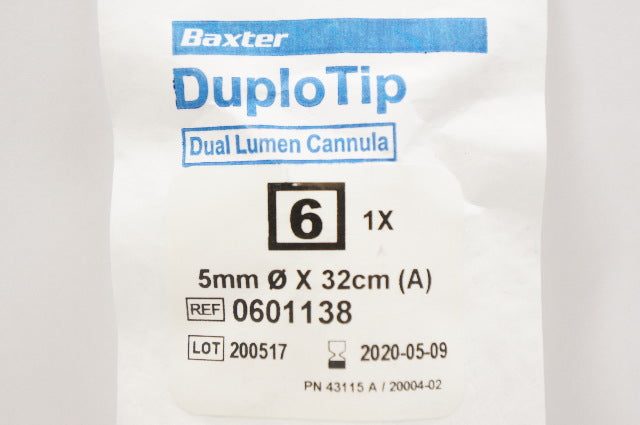 Baxter
DuploTip
Dual Lumen Cannula
6 1X
5mm Ø X 32cm (A)
REF 0601138
LOT 200517 2020-05-09
PN 43115 A / 20004-02